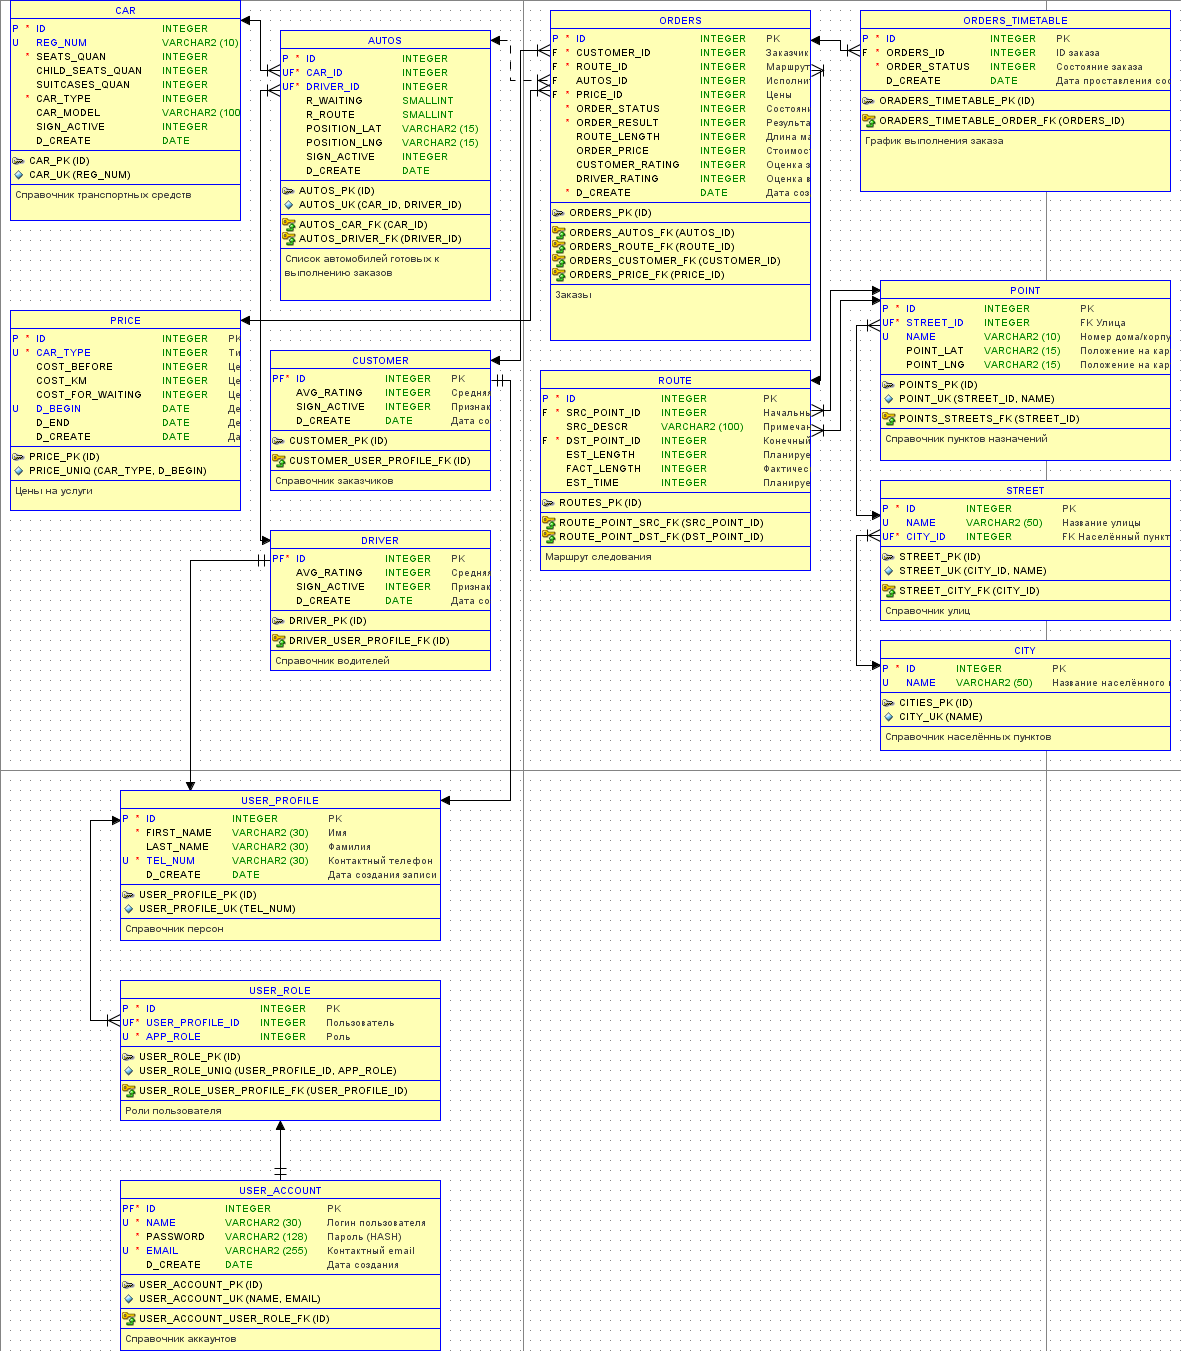 CAR
P * ID INTEGER
U REG_NUM VARCHAR2 (10)
* SEATS_QUAN INTEGER
CHILD_SEATS_QUAN INTEGER
SUITCASES_QUAN INTEGER
* CAR_TYPE INTEGER
CAR_MODEL VARCHAR2 (100
SIGN_ACTIVE INTEGER
D_CREATE DATE
CAR_PK (ID)
CAR_UK (REG_NUM)
Справочник транспортных средств
AUTOS
P * ID INTEGER
UF* CAR_ID INTEGER
UF* DRIVER_ID INTEGER
R_WAITING SMALLINT
R_ROUTE SMALLINT
POSITION_LAT VARCHAR2 (15)
POSITION_LNG VARCHAR2 (15)
SIGN_ACTIVE INTEGER
D_CREATE DATE
AUTOS_PK (ID)
AUTOS_UK (CAR_ID, DRIVER_ID)
AUTOS_CAR_FK (CAR_ID)
AUTOS_DRIVER_FK (DRIVER_ID)
Список автомобилей готовых к
выполнению заказов
ORDERS
P * ID INTEGER PK
F * CUSTOMER_ID INTEGER Заказчик
F * ROUTE_ID INTEGER Маршрут
F AUTOS_ID INTEGER Исполни
F * PRICE_ID INTEGER Цены
* ORDER_STATUS INTEGER Состоян
* ORDER_RESULT INTEGER Результа
ROUTE_LENGTH INTEGER Длина ма
ORDER_PRICE INTEGER Стоимос
CUSTOMER_RATING INTEGER Оценка з
DRIVER_RATING INTEGER Оценка в
* D_CREATE DATE Дата соз
ORDERS_PK (ID)
ORDERS_AUTOS_FK (AUTOS_ID)
ORDERS_ROUTE_FK (ROUTE_ID)
ORDERS_CUSTOMER_FK (CUSTOMER_ID)
ORDERS_PRICE_FK (PRICE_ID)
Заказы
ORDERS_TIMETABLE
P * ID INTEGER PK
F * ORDERS_ID INTEGER ID заказа
* ORDER_STATUS INTEGER Состояние заказа
D_CREATE DATE Дата проставления сос
ORADERS_TIMETABLE_PK (ID)
ORADERS_TIMETABLE_ORDER_FK (ORDERS_ID)
График выполнения заказа
PRICE
P * ID INTEGER PK
U * CAR_TYPE INTEGER Ти
COST_BEFORE INTEGER Це
COST_KM INTEGER Це
COST_FOR_WAITING INTEGER Це
U D_BEGIN DATE Де
D_END DATE Де
D_CREATE DATE Да
PRICE_PK (ID)
PRICE_UNIQ (CAR_TYPE, D_BEGIN)
Цены на услуги
CUSTOMER
PF* ID INTEGER PK
AVG_RATING INTEGER Средняя
SIGN_ACTIVE INTEGER Признак
D_CREATE DATE Дата со
CUSTOMER_PK (ID)
CUSTOMER_USER_PROFILE_FK (ID)
Справочник заказчиков
ROUTE
P * ID INTEGER PK
F * SRC_POINT_ID INTEGER Начальны
SRC_DESCR VARCHAR2 (100) Примечан
F * DST_POINT_ID INTEGER Конечный
EST_LENGTH INTEGER Планируе
FACT_LENGTH INTEGER Фактичес
EST_TIME INTEGER Планируе
ROUTES_PK (ID)
ROUTE_POINT_SRC_FK (SRC_POINT_ID)
ROUTE_POINT_DST_FK (DST_POINT_ID)
Маршрут следования
POINT
P * ID INTEGER PK
UF* STREET_ID INTEGER FK Улица
U NAME VARCHAR2 (10) Номер дома/корпу
POINT_LAT VARCHAR2 (15) Положение на кар
POINT_LNG VARCHAR2 (15) Положение на кар
POINTS_PK (ID)
POINT_UK (STREET_ID, NAME)
POINTS_STREETS_FK (STREET_ID)
Справочник пунктов назначений
STREET
P * ID INTEGER PK
U NAME VARCHAR2 (50) Название улицы
UF* CITY_ID INTEGER FK Населённый пункт
STREET_PK (ID)
STREET_UK (CITY_ID, NAME)
STREET_CITY_FK (CITY_ID)
Справочник улиц
DRIVER
PF* ID INTEGER PK
AVG_RATING INTEGER Средняя
SIGN_ACTIVE INTEGER Признак
D_CREATE DATE Дата со
DRIVER_PK (ID)
DRIVER_USER_PROFILE_FK (ID)
Справочник водителей
CITY
P * ID INTEGER PK
U NAME VARCHAR2 (50) Название населённого
CITIES_PK (ID)
CITY_UK (NAME)
Справочник населённых пунктов
USER_PROFILE
P * ID INTEGER PK
* FIRST_NAME VARCHAR2 (30) Имя
LAST_NAME VARCHAR2 (30) Фамилия
U * TEL_NUM VARCHAR2 (30) Контактный телефон
D_CREATE DATE Дата создания записи
USER_PROFILE_PK (ID)
USER_PROFILE_UK (TEL_NUM)
Справочник персон
USER_ROLE
P * ID INTEGER PK
UF* USER_PROFILE_ID INTEGER Пользователь
U * APP_ROLE INTEGER Роль
USER_ROLE_PK (ID)
USER_ROLE_UNIQ (USER_PROFILE_ID, APP_ROLE)
USER_ROLE_USER_PROFILE_FK (USER_PROFILE_ID)
Роли пользователя
USER_ACCOUNT
PF* ID INTEGER PK
U * NAME VARCHAR2 (30) Логин пользователя
* PASSWORD VARCHAR2 (128) Пароль (HASH)
U * EMAIL VARCHAR2 (255) Контактный email
D_CREATE DATE Дата создания
USER_ACCOUNT_PK (ID)
USER_ACCOUNT_UK (NAME, EMAIL)
USER_ACCOUNT_USER_ROLE_FK (ID)
Справочник аккаунтов